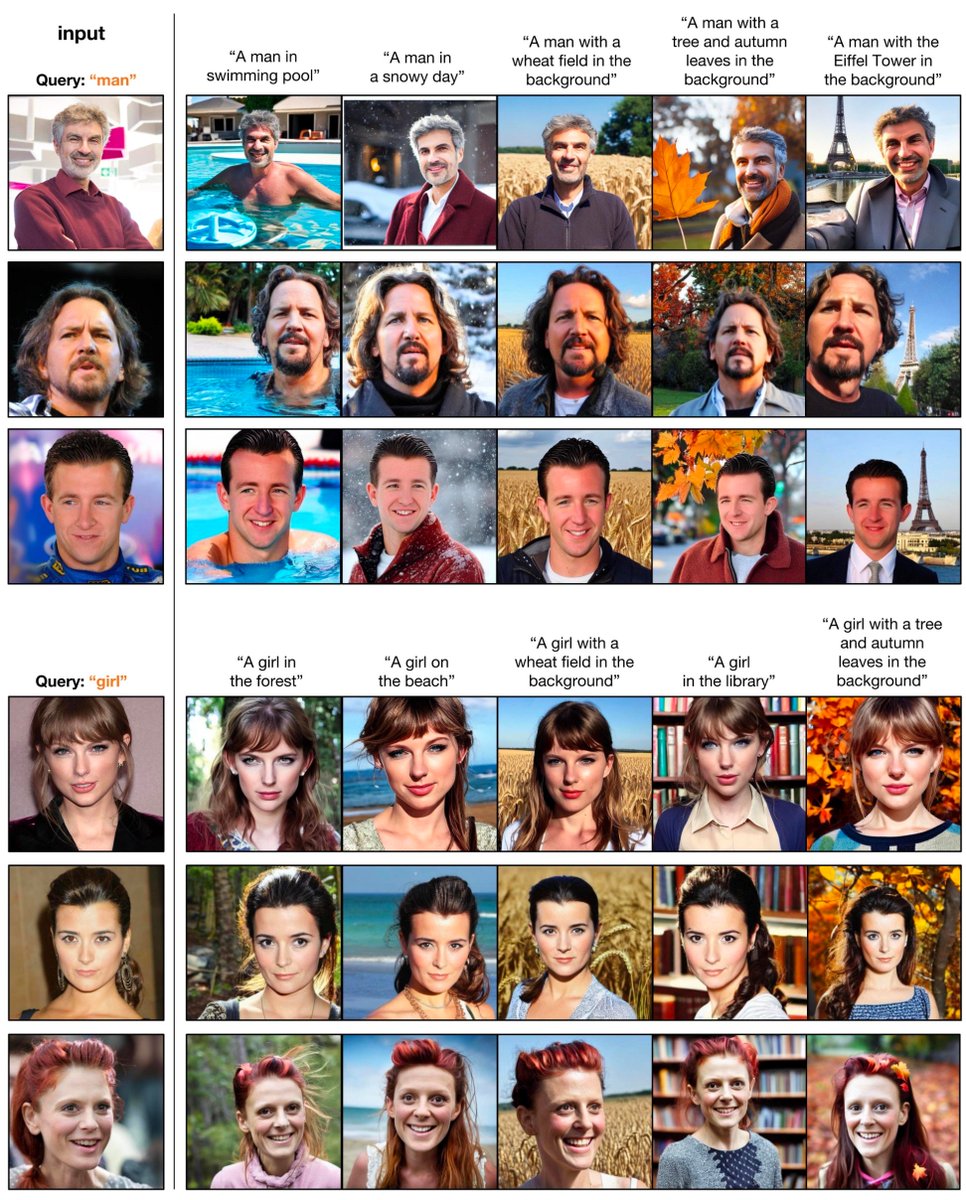 input
Query: “man”
“A man in
swimming pool”
“A man in
a snowy day”
“A man with a
wheat field in the
background”
“A man with a
tree and autumn
leaves in the
background”
“A man with the
Eiffel Tower in
the background”
Query: “girl”
“A girl in
the forest”
“A girl on
the beach”
“A girl with a
wheat field in the
background”
“A girl
in the library”
“A girl with a tree
and autumn
leaves in the
background”